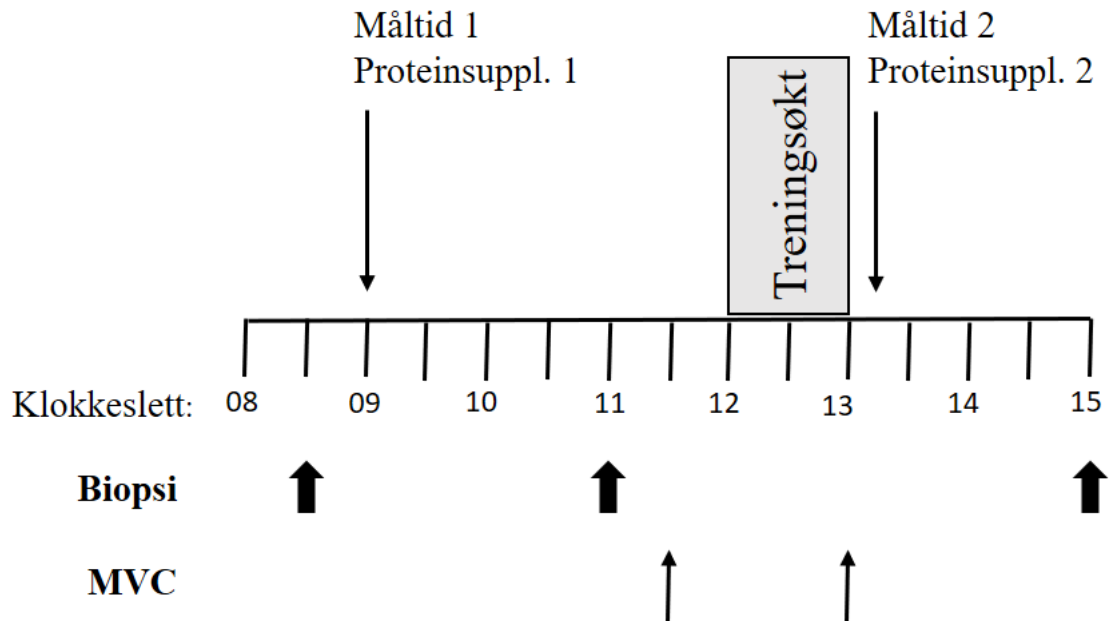 Måltid 1
Proteinsuppl. 1
Måltid 2
Proteinsuppl. 2
Treningsøkt
Klokkeslett: 08 09 10 11 12 13 14 15
Biopsi
MVC